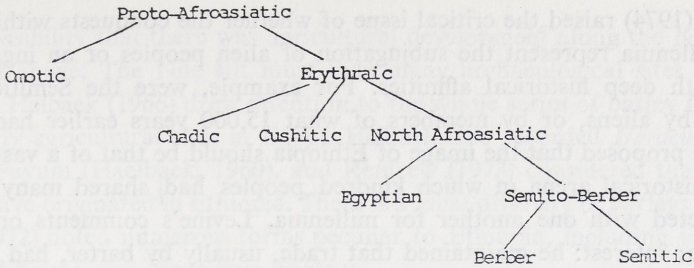 Proto-Afroasiatic
Omotic
Erythraic
Chadic Cushitic North Afroasiatic
Egyptian Semito-Berber
Berber Semitic